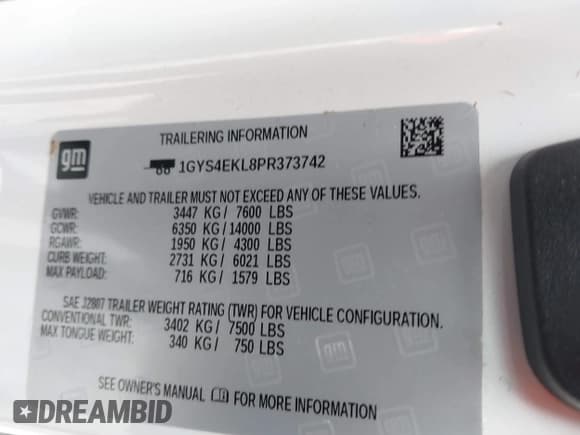 TRAILERING INFORMATION
gm
1GYS4EKL8PR373742
VEHICLE AND TRAILER MUST NOT EXCEED ANY OF THESE VALUES.
GVWR: 3447 KG / 7600 LBS
GCWR: 6350 KG / 14000 LBS
RGAWR: 1950 KG / 4300 LBS
CURB WEIGHT: 2731 KG / 6021 LBS
MAX PAYLOAD: 716 KG / 1579 LBS
SAE J2807 TRAILER WEIGHT RATING (TWR) FOR VEHICLE CONFIGURATION.
CONVENTIONAL TWR: 3402 KG / 7500 LBS
MAX TONGUE WEIGHT: 340 KG / 750 LBS
gm
SEE OWNER'S MANUAL FOR MORE INFORMATION
DREAMBID